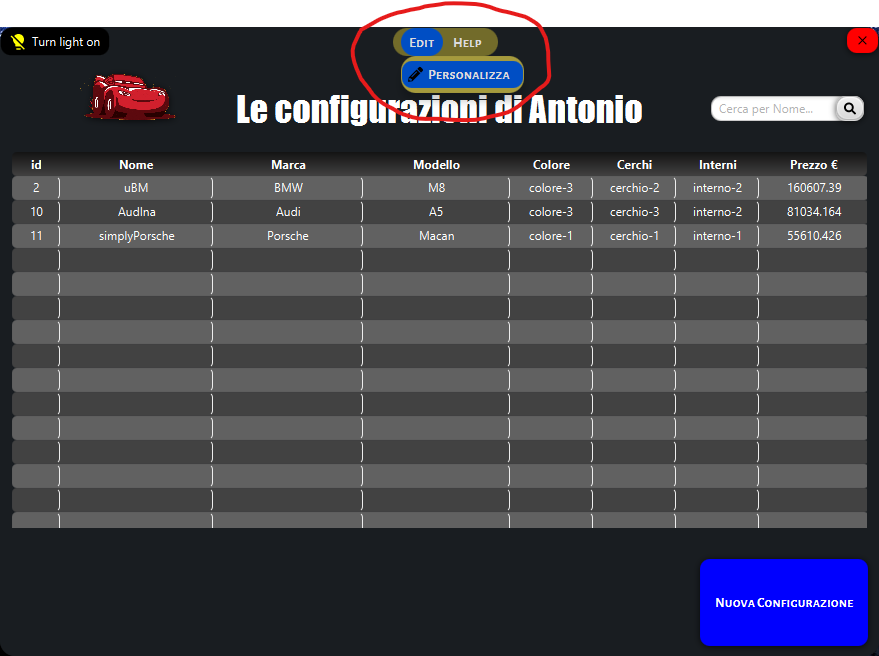 Turn light on
Edit Help
Personalizza
Le configurazioni di Antonio
Cerca per Nome...
id Nome Marca Modello Colore Cerchi Interni Prezzo €
2 uBM BMW M8 colore-3 cerchio-2 interno-2 160607.39
10 AudIna Audi A5 colore-3 cerchio-3 interno-2 81034.164
11 simplyPorsche Porsche Macan colore-1 cerchio-1 interno-1 55610.426
Nuova Configurazione